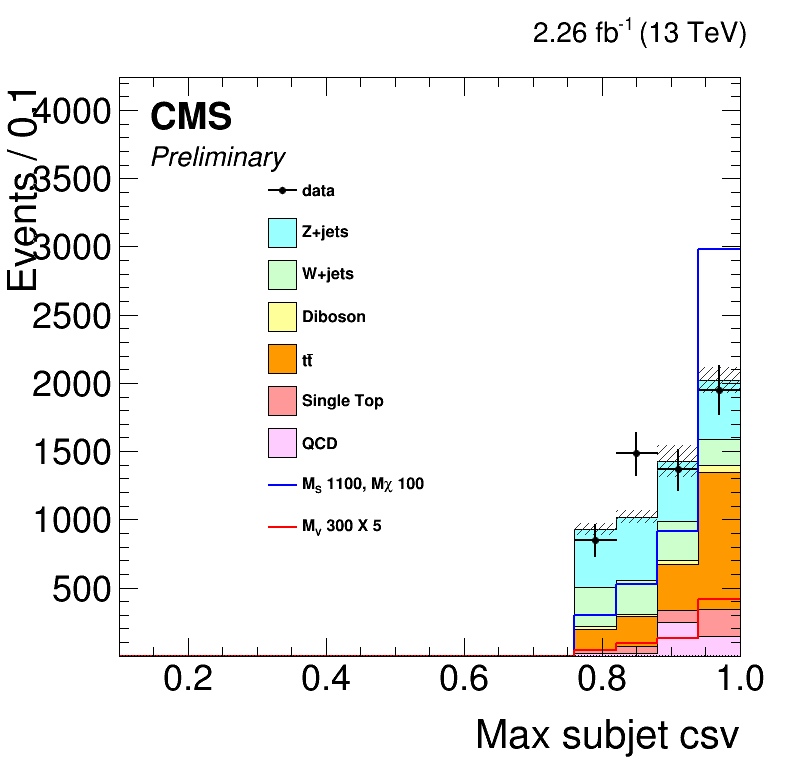 2.26 fb⁻¹ (13 TeV)
Events / 0.1
4000
3500
3000
2500
2000
1500
1000
500
CMS
Preliminary
data
Z+jets
W+jets
Diboson
tt̄
Single Top
QCD
M_S 1100, Mχ 100
M_V 300 X 5
0.2 0.4 0.6 0.8 1.0
Max subjet csv